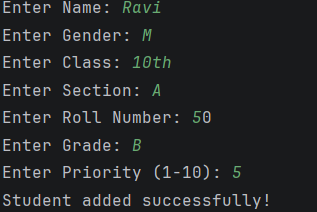 Enter Name: Ravi
Enter Gender: M
Enter Class: 10th
Enter Section: A
Enter Roll Number: 50
Enter Grade: B
Enter Priority (1-10): 5
Student added successfully!